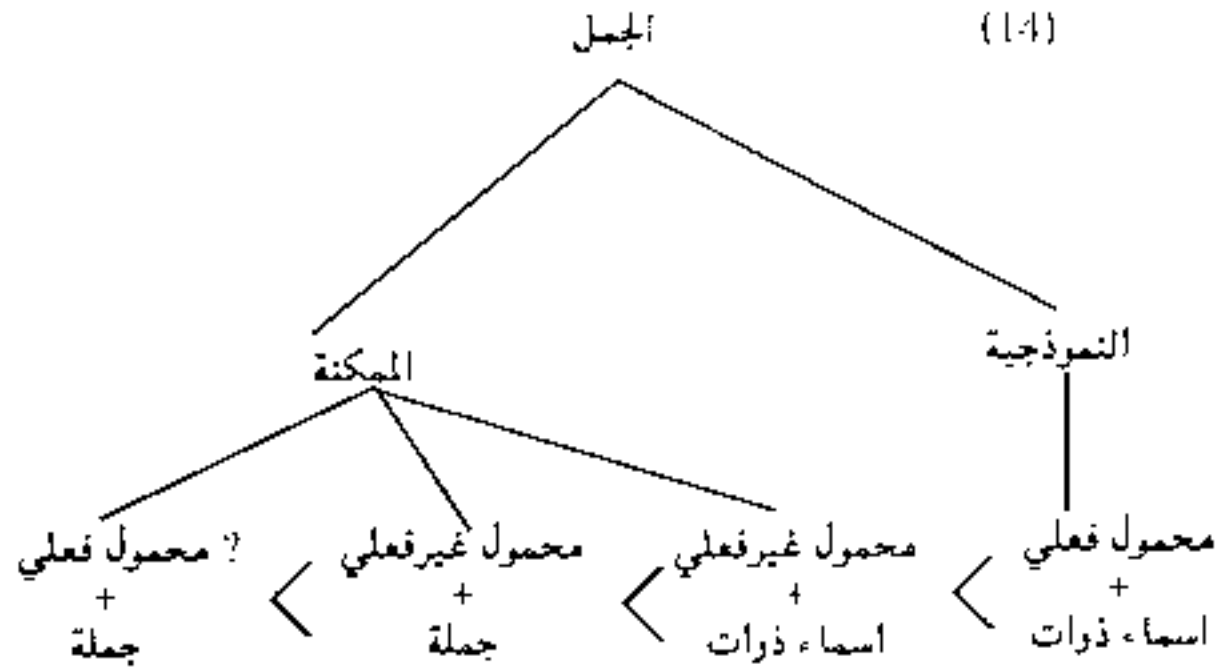 (14)
الجمل
النموذجية
الممكنة
محمول فعلي
+
اسماء ذوات
<
محمول غيرفعلي
+
اسماء ذوات
<
محمول غيرفعلي
+
جملة
<
? محمول فعلي
+
جملة